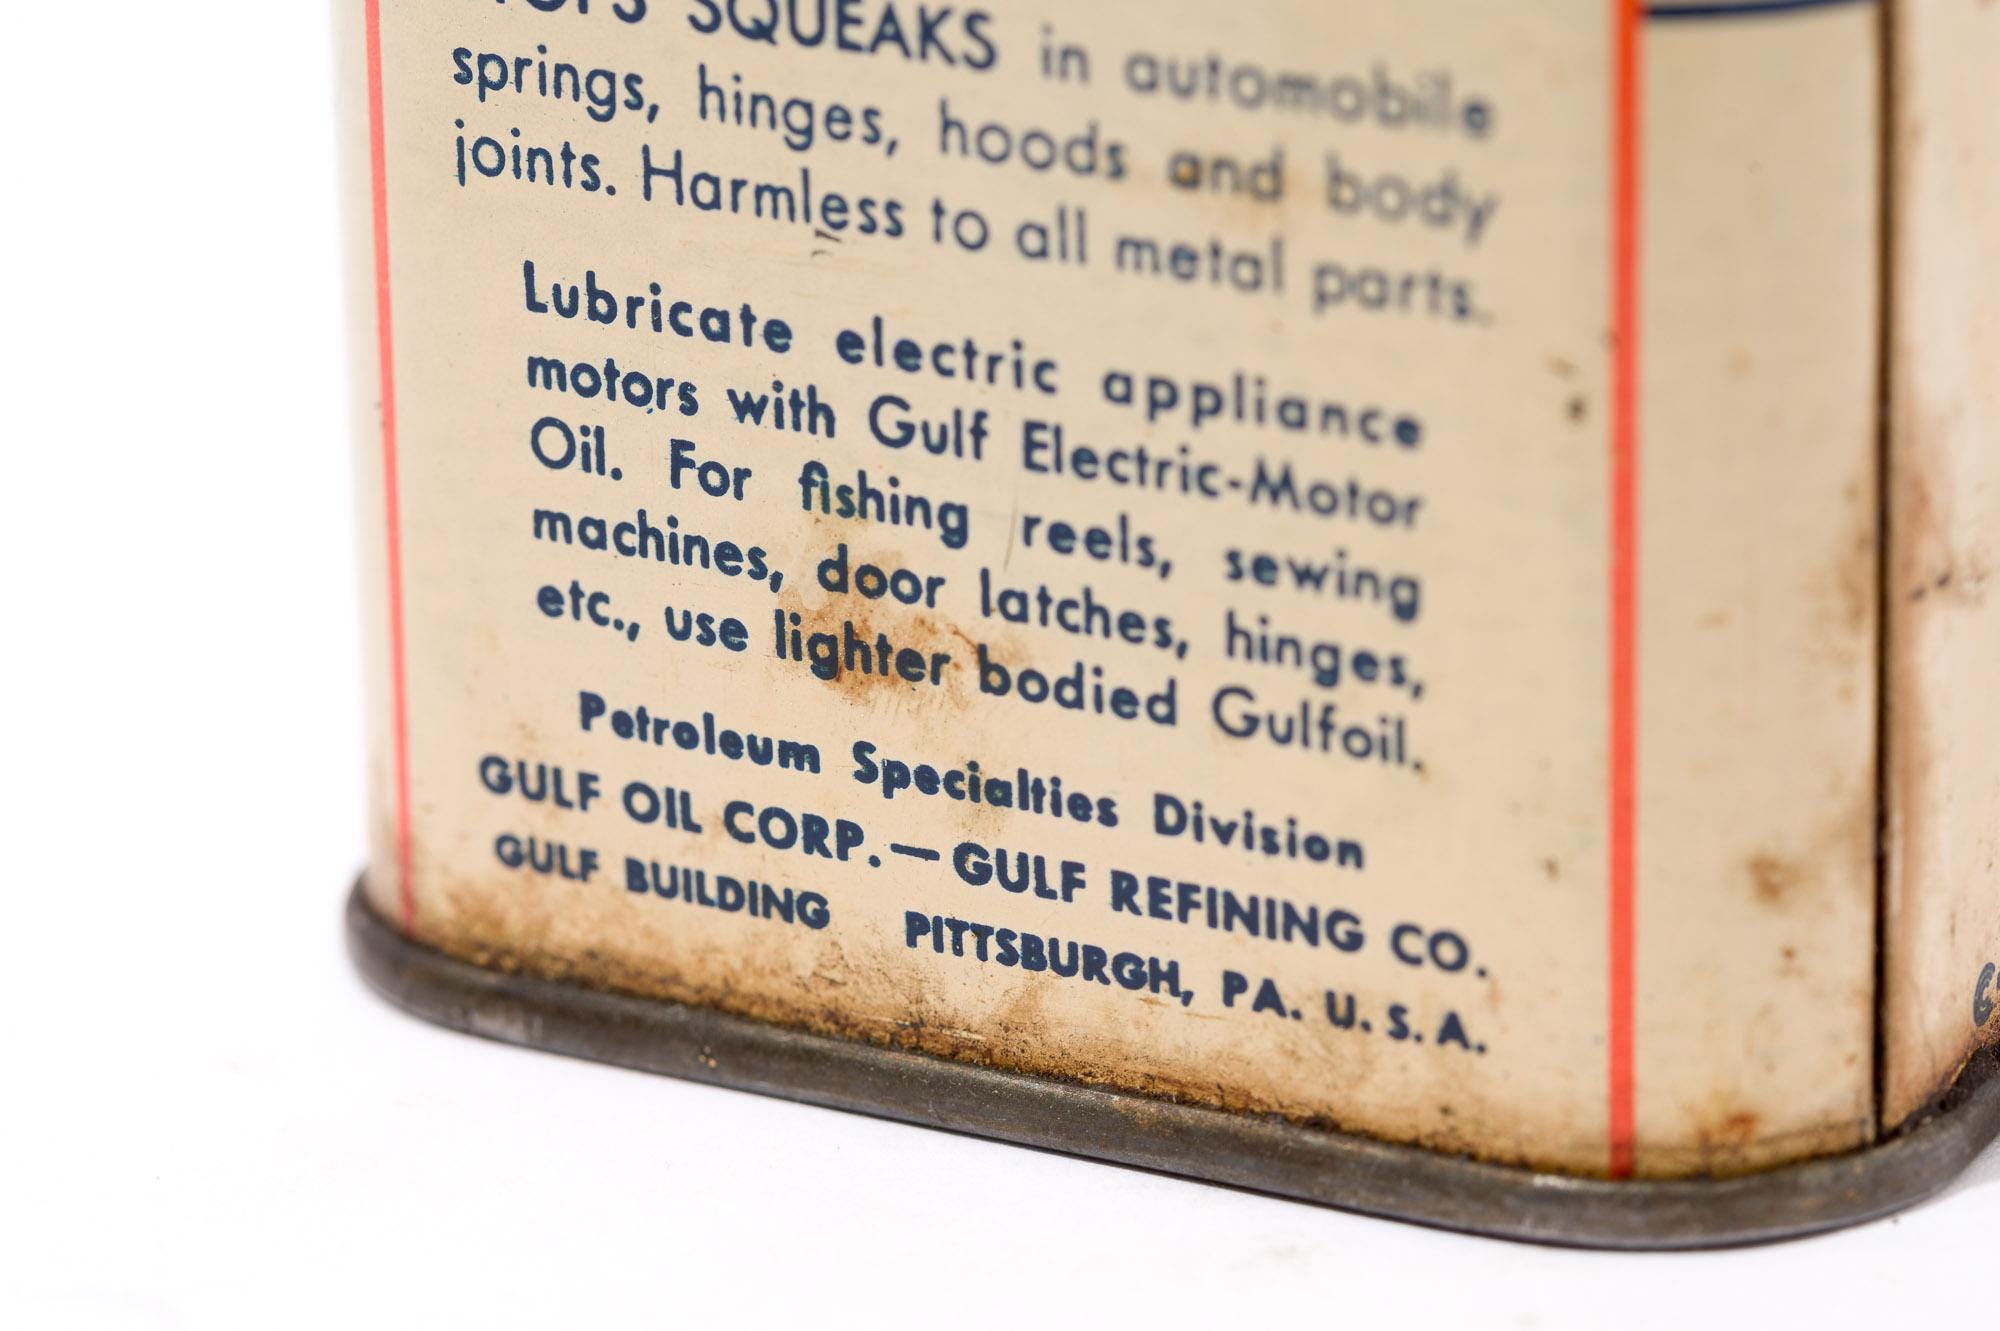 SQUEAKS in automobile
springs, hinges, hoods and body
joints. Harmless to all metal parts.
Lubricate electric appliance
motors with Gulf Electric-Motor
Oil. For fishing reels, sewing
machines, door latches, hinges,
etc., use lighter bodied Gulfoil.
Petroleum Specialties Division
GULF OIL CORP.—GULF REFINING CO.
GULF BUILDING PITTSBURGH, PA. U.S.A.